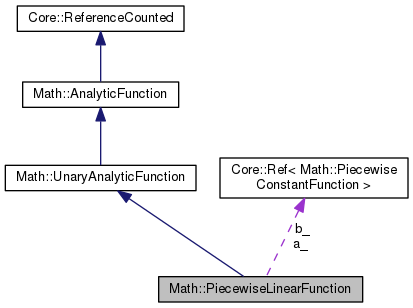 Core::ReferenceCounted
Math::AnalyticFunction
Math::UnaryAnalyticFunction
Core::Ref< Math::Piecewise
ConstantFunction >
b_
a_
Math::PiecewiseLinearFunction